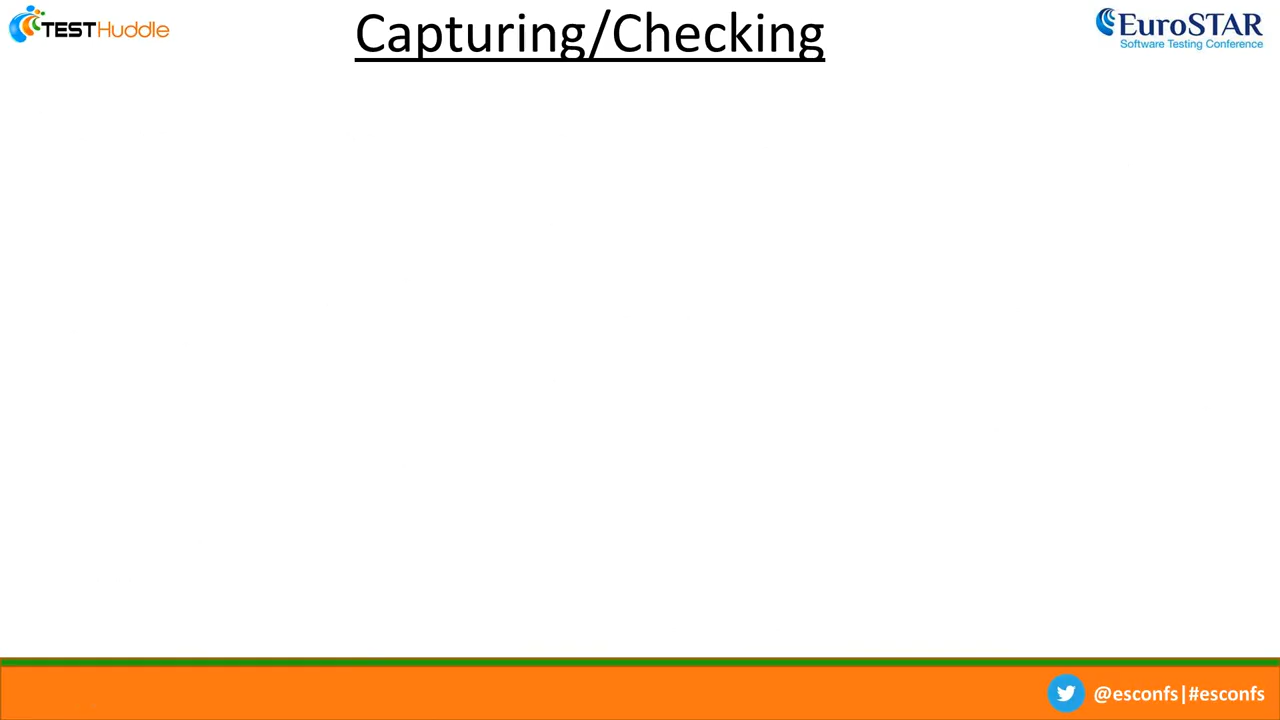 TESTHuddle
Capturing/Checking
EuroSTAR
Software Testing Conference
@esconfs|#esconfs